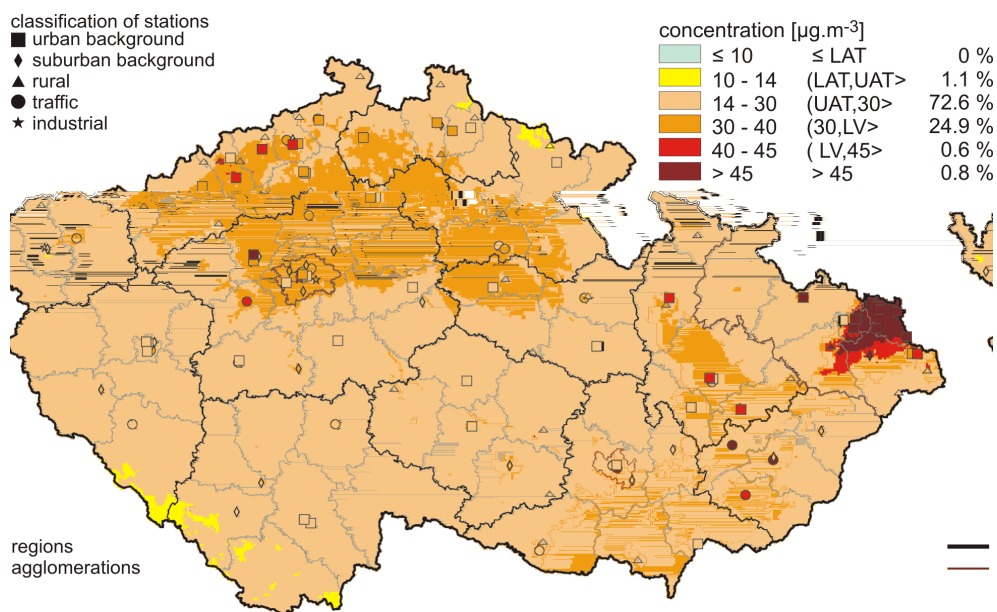 classification of stations
urban background
suburban background
rural
traffic
industrial
concentration [µg.m-3]
≤ 10 ≤ LAT 0 %
10 - 14 (LAT,UAT> 1.1 %
14 - 30 (UAT,30> 72.6 %
30 - 40 (30,LV> 24.9 %
40 - 45 ( LV,45> 0.6 %
> 45 > 45 0.8 %
regions
agglomerations